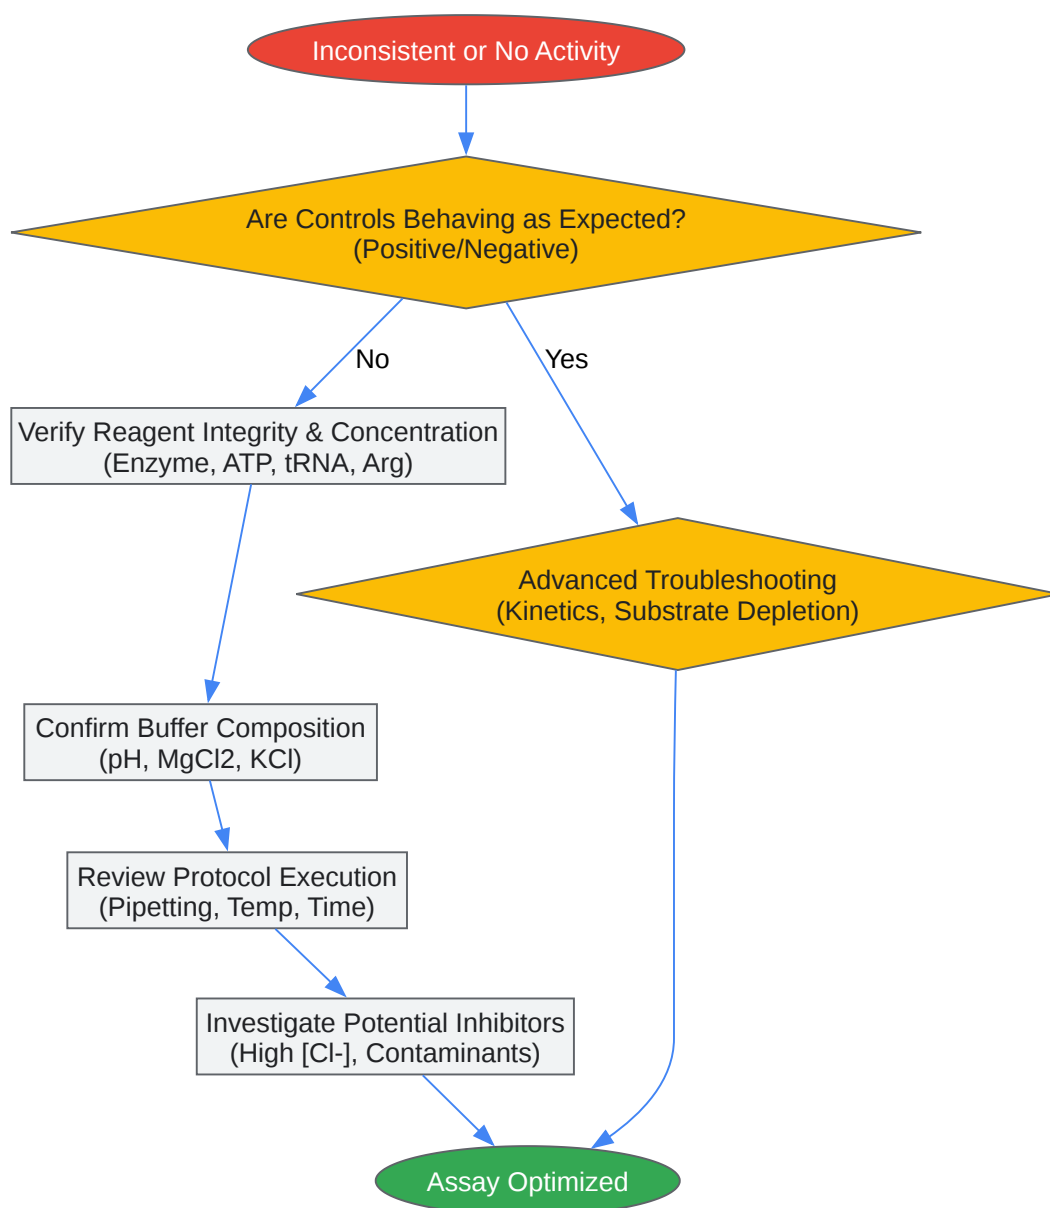 Inconsistent or No Activity
Are Controls Behaving as Expected?
(Positive/Negative)
No
Yes
Verify Reagent Integrity & Concentration
(Enzyme, ATP, tRNA, Arg)
Advanced Troubleshooting
(Kinetics, Substrate Depletion)
Confirm Buffer Composition
(pH, MgCl2, KCl)
Review Protocol Execution
(Pipetting, Temp, Time)
Investigate Potential Inhibitors
(High [Cl-], Contaminants)
Assay Optimized